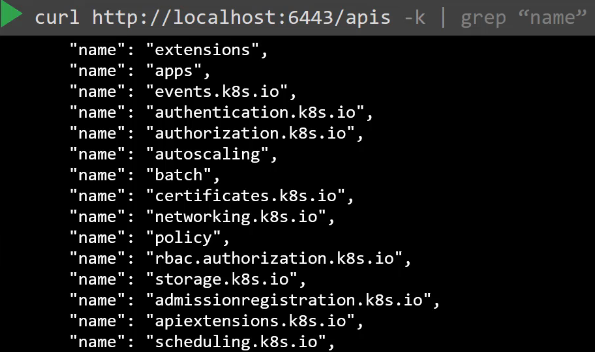 curl http://localhost:6443/apis -k | grep “name”
"name": "extensions",
"name": "apps",
"name": "events.k8s.io",
"name": "authentication.k8s.io",
"name": "authorization.k8s.io",
"name": "autoscaling",
"name": "batch",
"name": "certificates.k8s.io",
"name": "networking.k8s.io",
"name": "policy",
"name": "rbac.authorization.k8s.io",
"name": "storage.k8s.io",
"name": "admissionregistration.k8s.io",
"name": "apiextensions.k8s.io",
"name": "scheduling.k8s.io",